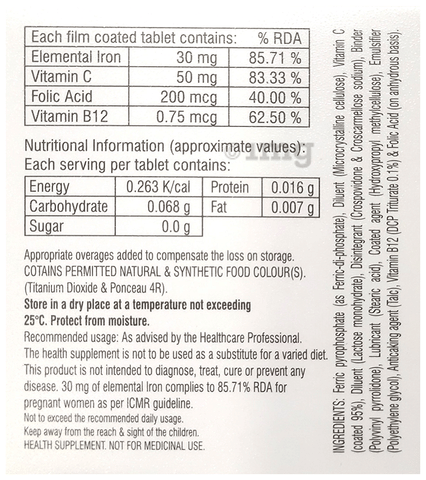 Each film coated tablet contains: % RDA
Elemental Iron 30 mg 85.71 %
Vitamin C 50 mg 83.33 %
Folic Acid 200 mcg 40.00 %
Vitamin B12 0.75 mcg 62.50 %
Nutritional Information (approximate values):
Each serving per tablet contains:
Energy 0.263 K/cal Protein 0.016 g
Carbohydrate 0.068 g Fat 0.007 g
Sugar 0.0 g
Appropriate overages added to compensate the loss on storage.
COTAINS PERMITTED NATURAL & SYNTHETIC FOOD COLOUR(S).
(Titanium Dioxide & Ponceau 4R).
Store in a dry place at a temperature not exceeding
25°C. Protect from moisture.
Recommended usage: As advised by the Healthcare Professional.
The health supplement is not to be used as a substitute for a varied diet.
This product is not intended to diagnose, treat, cure or prevent any
disease. 30 mg of elemental Iron complies to 85.71% RDA for
pregnant women as per ICMR guideline.
Not to exceed the recommended daily usage.
Keep away from the reach & sight of the children.
HEALTH SUPPLEMENT. NOT FOR MEDICINAL USE.
INGREDIENTS: Ferric pyrophosphate (as Ferric-di-phosphate), Diluent (Microcrystalline cellulose), Vitamin C
(coated 95%), Diluent (Lactose monohydrate), Disintegrant (Crospovidone & Croscarmellose sodium), Binder
(Polyvinyl pyrrolidone), Lubricant (Stearic acid), Coated agent (Hydroxypropyl methylcellulose), Emulsifier
(Polyethylene glycol), Anticaking agent (Talc), Vitamin B12 (DCP Triturate 0.1%) & Folic Acid (on anhydrous basis).